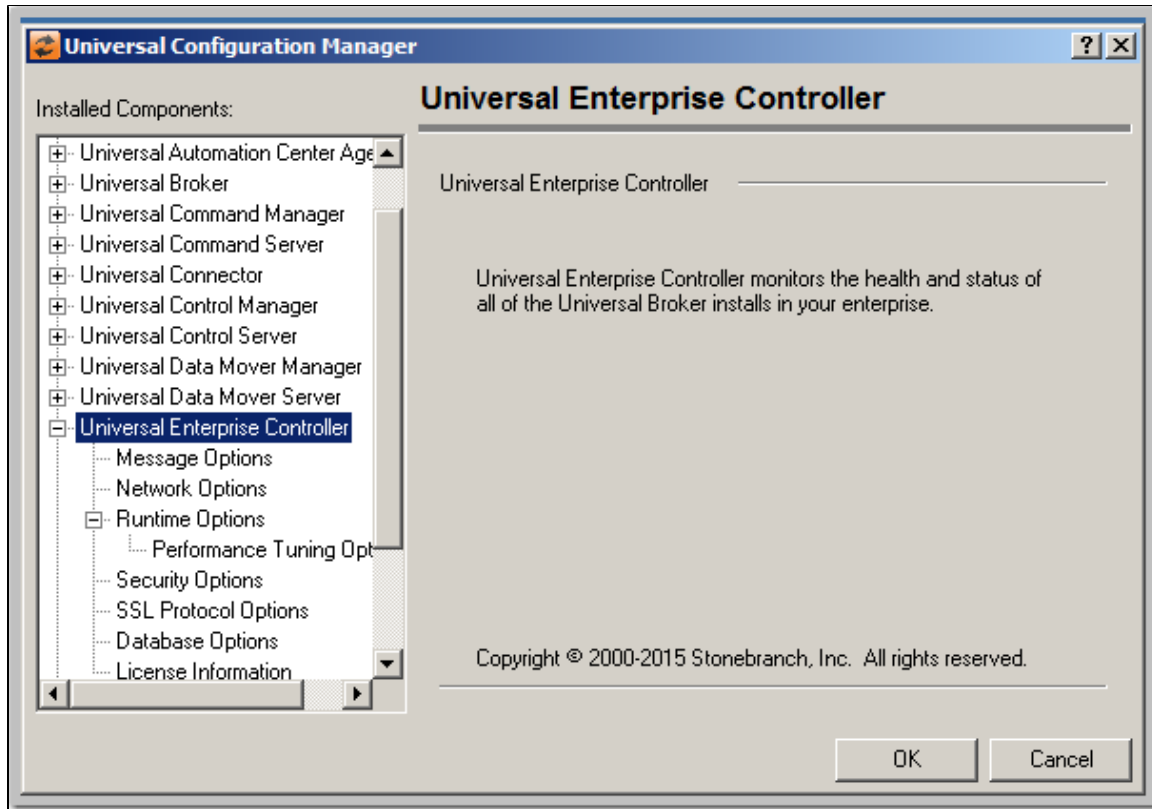 Universal Configuration Manager
Installed Components:
Universal Automation Center Age
Universal Broker
Universal Command Manager
Universal Command Server
Universal Connector
Universal Control Manager
Universal Control Server
Universal Data Mover Manager
Universal Data Mover Server
Universal Enterprise Controller
Message Options
Network Options
Runtime Options
Performance Tuning Opt
Security Options
SSL Protocol Options
Database Options
License Information
Universal Enterprise Controller
Universal Enterprise Controller
Universal Enterprise Controller monitors the health and status of
all of the Universal Broker installs in your enterprise.
Copyright © 2000-2015 Stonebranch, Inc. All rights reserved.
OK
Cancel